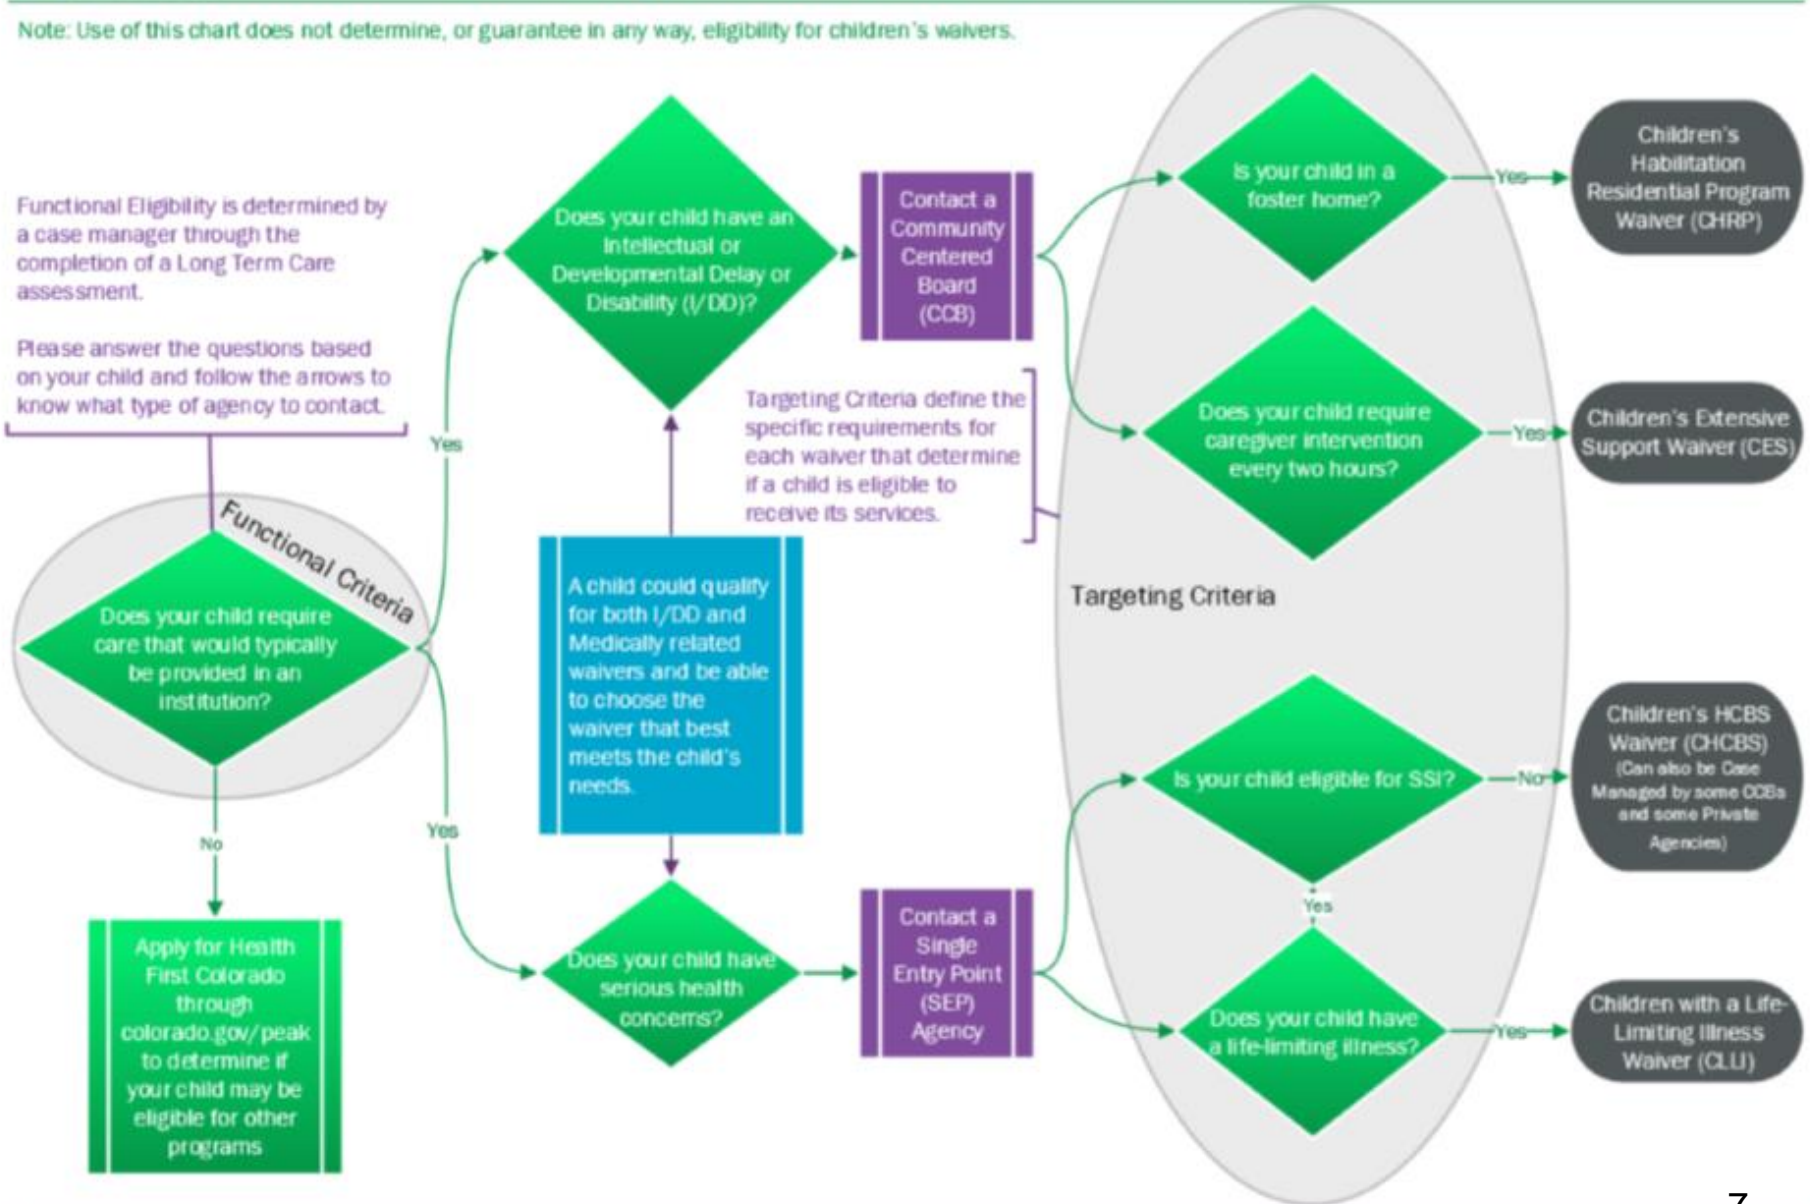 Note: Use of this chart does not determine, or guarantee in any way, eligibility for children's waivers.
Functional Eligibility is determined by
a case manager through the
completion of a Long Term Care
assessment.
Please answer the questions based
on your child and follow the arrows to
know what type of agency to contact.
Functional Criteria
Does your child require
care that would typically
be provided in an
institution?
No
Apply for Health
First Colorado
through
colorado.gov/peak
to determine if
your child may be
eligible for other
programs
Yes
Yes
Does your child have an
Intellectual or
Developmental Delay or
Disability (I/DD)?
A child could qualify
for both I/DD and
Medically related
waivers and be able
to choose the
waiver that best
meets the child's
needs.
Does your child have
serious health
concerns?
Contact a
Community
Centered
Board
(CCB)
Targeting Criteria define the
specific requirements for
each waiver that determine
if a child is eligible to
receive its services.
Contact a
Single
Entry Point
(SEP)
Agency
Targeting Criteria
Is your child in a
foster home?
Yes
Children's
Habilitation
Residential Program
Waiver (CHRP)
Does your child require
caregiver intervention
every two hours?
Yes
Children's Extensive
Support Waiver (CES)
Is your child eligible for SSI?
No
Children's HCBS
Waiver (CHCBS)
(Can also be Case
Managed by some CCBs
and some Private
Agencies)
Yes
Does your child have
a life-limiting illness?
Yes
Children with a Life-
Limiting Illness
Waiver (CLLI)
7